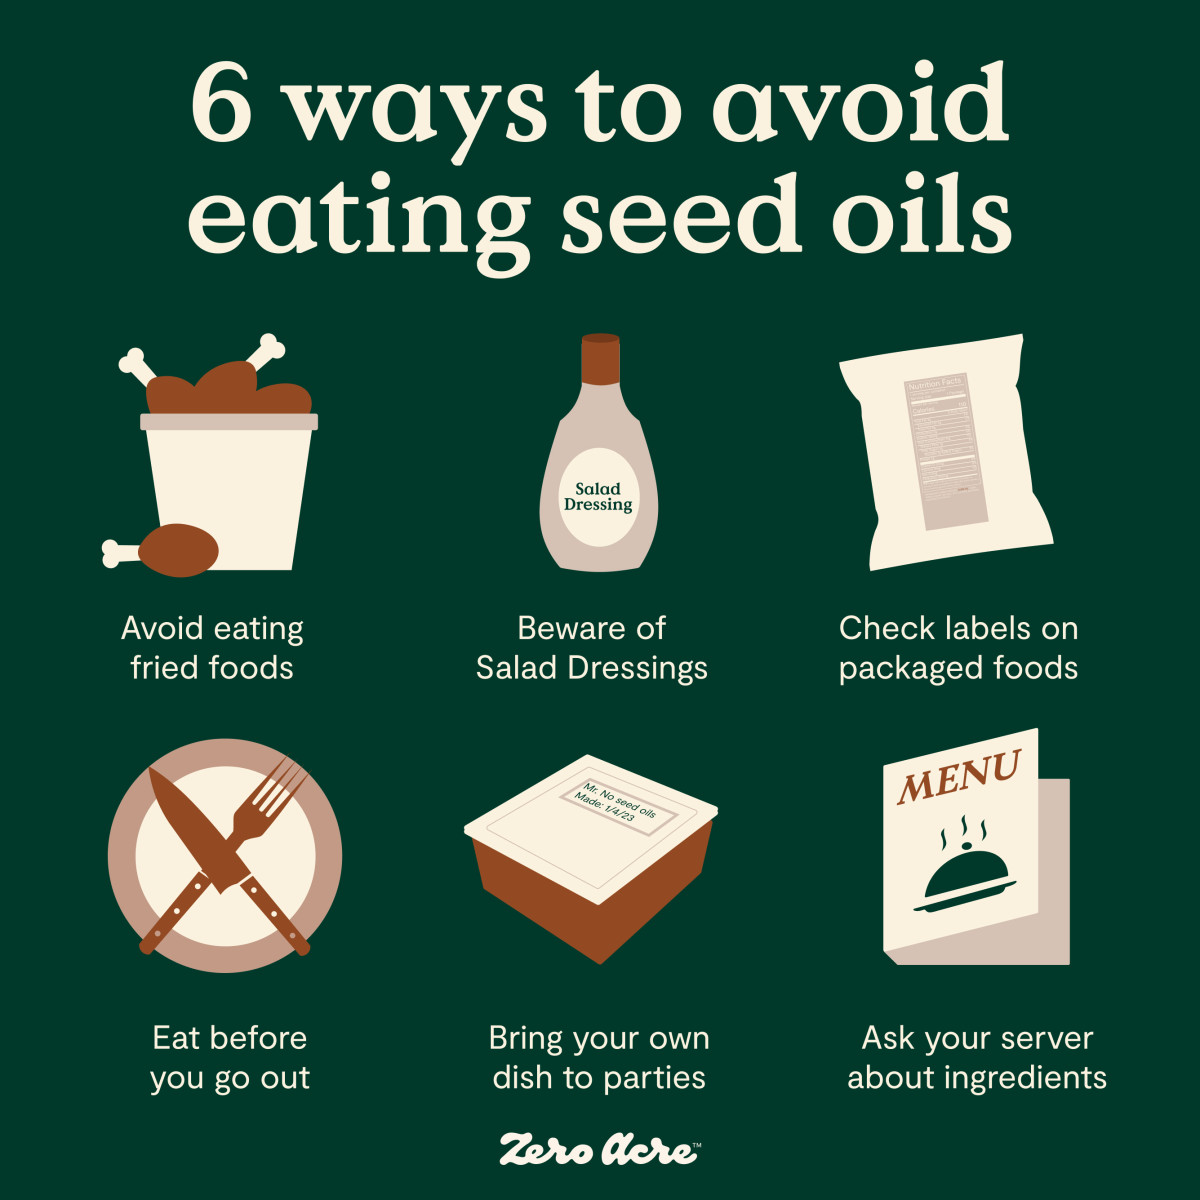 6 ways to avoid
eating seed oils
Salad
Dressing
Nutrition Facts
Calories
Avoid eating
fried foods
Beware of
Salad Dressings
Check labels on
packaged foods
Mr. No seed oils
Made: 1/4/23
MENU
Eat before
you go out
Bring your own
dish to parties
Ask your server
about ingredients
Zero Acre™